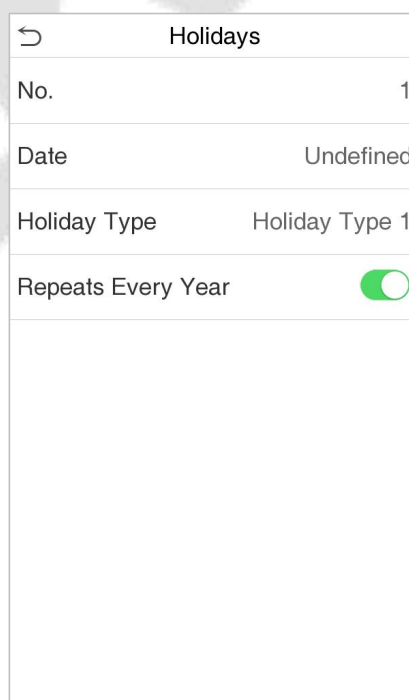 Holidays
No. 1
Date Undefined
Holiday Type Holiday Type 1
Repeats Every Year